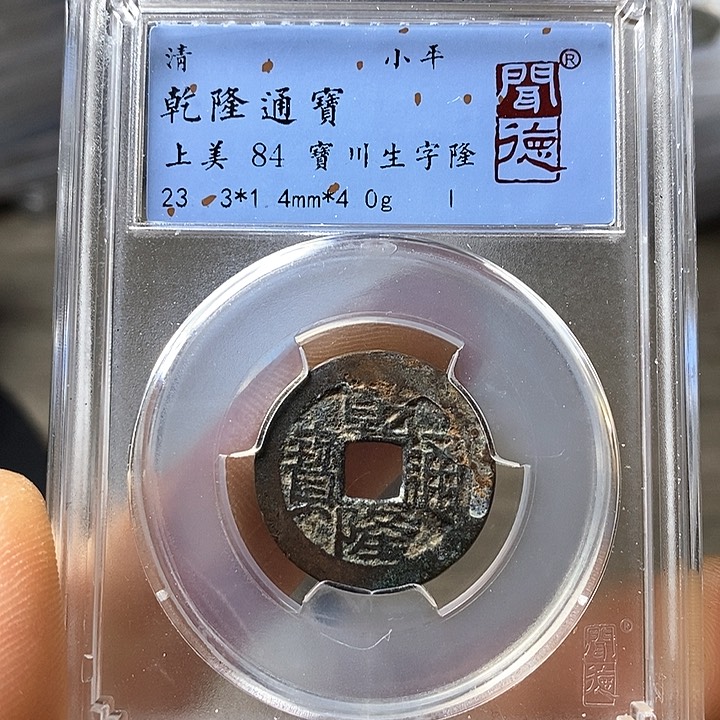 清 小平
乾隆通寶
上美 84 寶川生字隆
23.3*1.4mm*4.0g I
聞德®
乾隆通寶
聞德